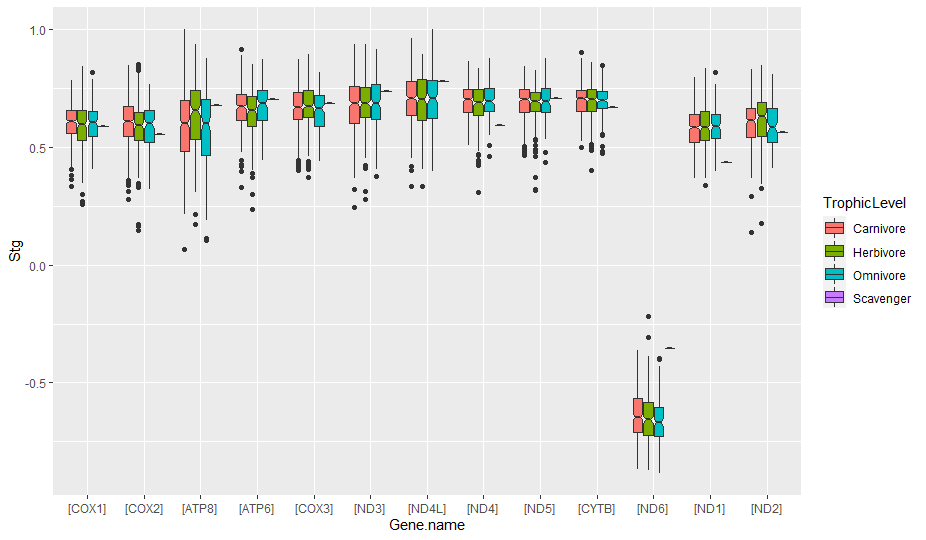 1.0
0.5
0.0
-0.5
Stg
[COX1] [COX2] [ATP8] [ATP6] [COX3] [ND3] [ND4L] [ND4] [ND5] [CYTB] [ND6] [ND1] [ND2]
Gene.name
TrophicLevel
Carnivore
Herbivore
Omnivore
Scavenger